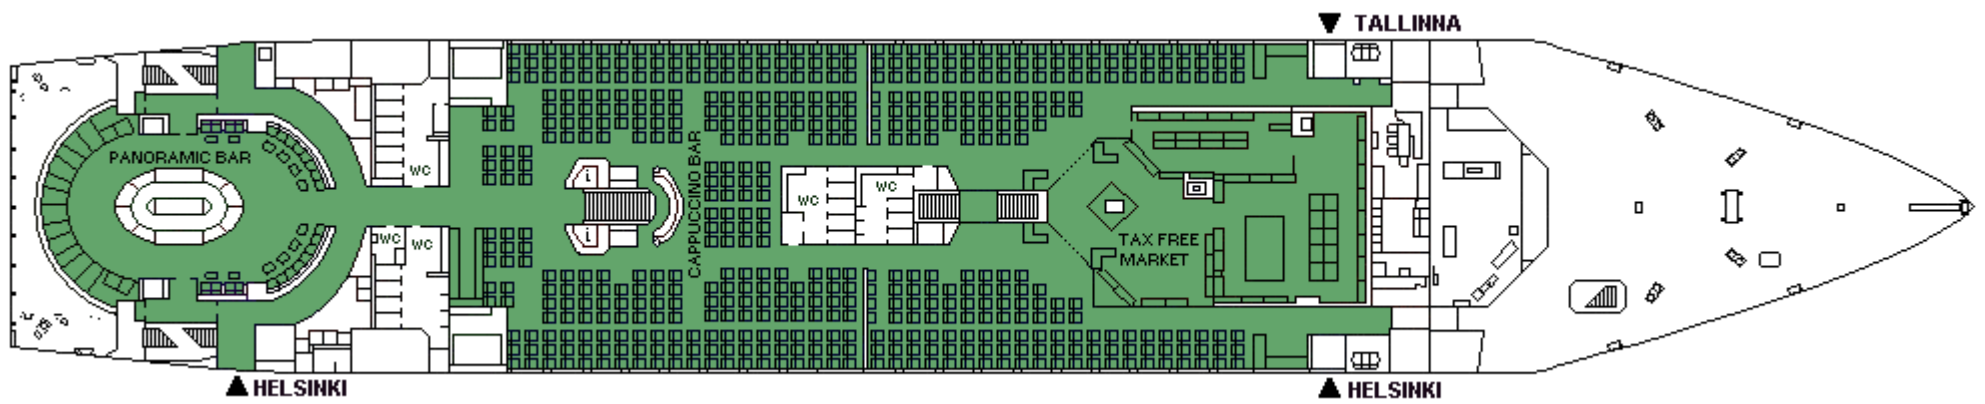 TALLINNA
PANORAMIC BAR
WC
WC
WC
i
i
CAPPUCCINO BAR
WC
WC
TAX FREE
MARKET
HELSINKI
HELSINKI